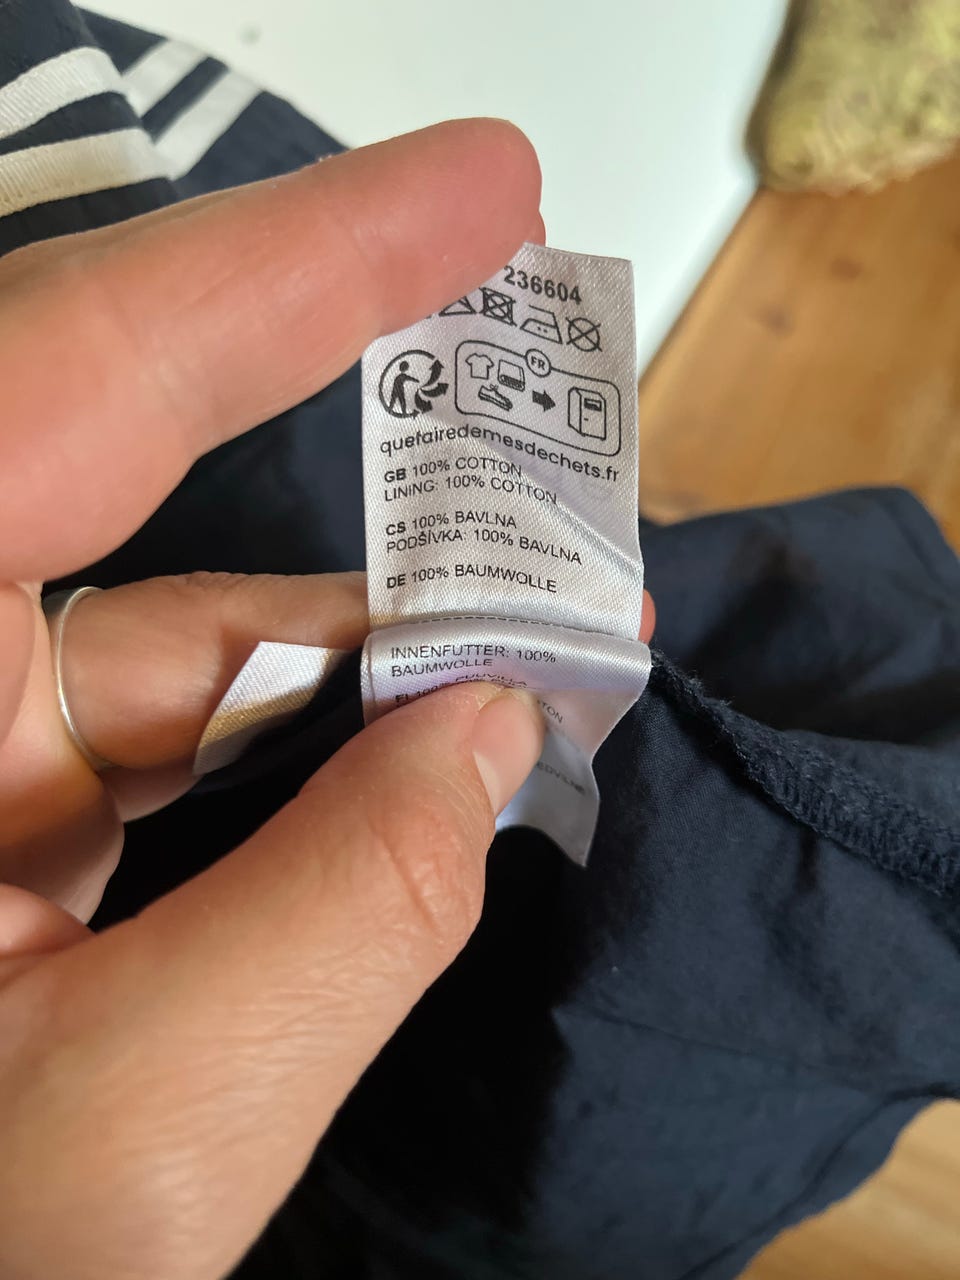 236604
FR
quefairedemesdechets.fr
GB 100% COTTON
LINING: 100% COTTON
CS 100% BAVLNA
PODŠÍVKA: 100% BAVLNA
DE 100% BAUMWOLLE
INNENFUTTER: 100%
BAUMWOLLE